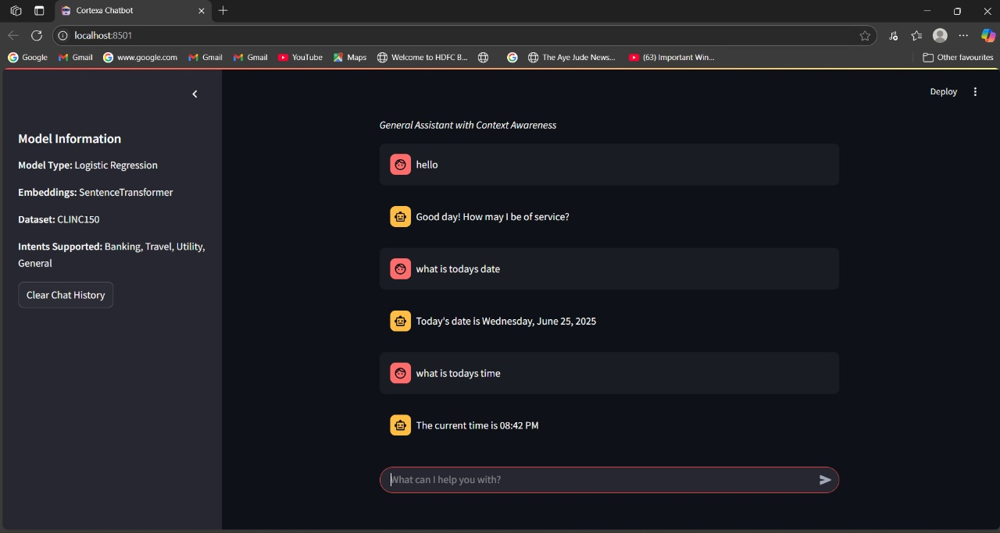 Cortexa Chatbot
localhost:8501
Google Gmail www.google.com Gmail Gmail YouTube Maps Welcome to HDFC B... The Aye Jude News... (63) Important Win... Other favourites
Deploy
Model Information
Model Type: Logistic Regression
Embeddings: SentenceTransformer
Dataset: CLINC150
Intents Supported: Banking, Travel, Utility,
General
Clear Chat History
General Assistant with Context Awareness
hello
Good day! How may I be of service?
what is todays date
Today's date is Wednesday, June 25, 2025
what is todays time
The current time is 08:42 PM
What can I help you with?